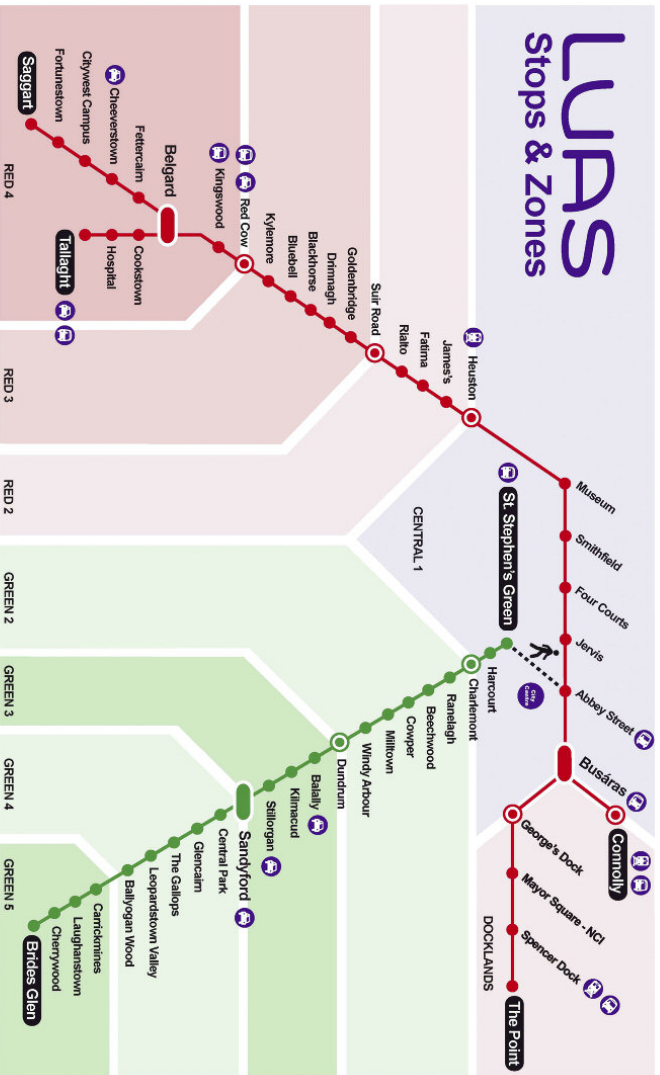 LUAS
Stops & Zones
Saggart
Fortunestown
Citywest Campus
Cheeverstown
Fettercairn
Belgard
Tallaght
Hospital
Cookstown
Kingswood
Red Cow
Kylemore
Bluebell
Blackhorse
Drimnagh
Goldenbridge
Suir Road
Rialto
Fatima
James's
Heuston
Museum
Smithfield
Four Courts
Jervis
Abbey Street
Busáras
Connolly
George's Dock
Mayor Square - NCI
Spencer Dock
The Point
DOCKLANDS
CENTRAL 1
City
Centre
St. Stephen's Green
Harcourt
Charlemont
Ranelagh
Beechwood
Cowper
Milltown
Windy Arbour
Dundrum
Balally
Kilmacud
Stillorgan
Sandyford
Central Park
Glencairn
The Gallops
Leopardstown Valley
Ballyogan Wood
Carrickmines
Laughanstown
Cherrywood
Brides Glen
RED 4
RED 3
RED 2
GREEN 2
GREEN 3
GREEN 4
GREEN 5